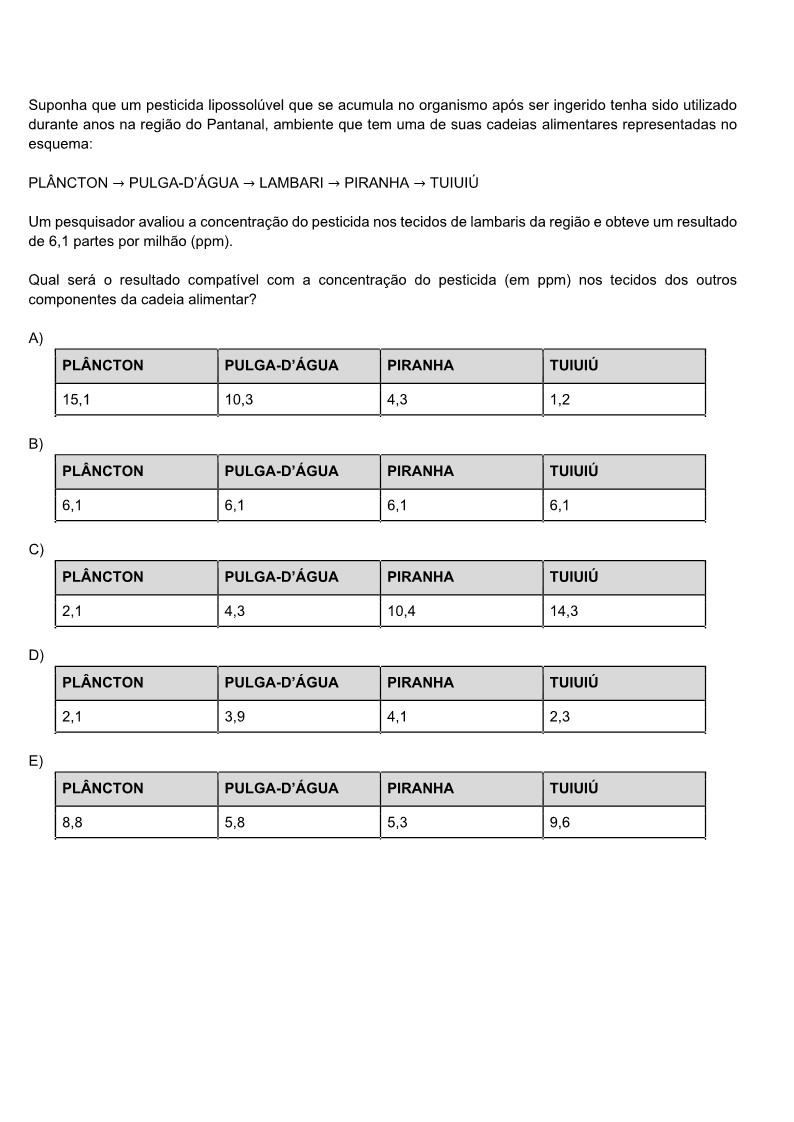 Suponha que um pesticida lipossolúvel que se acumula no organismo após ser ingerido tenha sido utilizado
durante anos na região do Pantanal, ambiente que tem uma de suas cadeias alimentares representadas no
esquema:
PLÂNCTON → PULGA-D’ÁGUA → LAMBARI → PIRANHA → TUIUIÚ
Um pesquisador avaliou a concentração do pesticida nos tecidos de lambaris da região e obteve um resultado
de 6,1 partes por milhão (ppm).
Qual será o resultado compatível com a concentração do pesticida (em ppm) nos tecidos dos outros
componentes da cadeia alimentar?
A)
PLÂNCTON PULGA-D’ÁGUA PIRANHA TUIUIÚ
15,1 10,3 4,3 1,2
B)
PLÂNCTON PULGA-D’ÁGUA PIRANHA TUIUIÚ
6,1 6,1 6,1 6,1
C)
PLÂNCTON PULGA-D’ÁGUA PIRANHA TUIUIÚ
2,1 4,3 10,4 14,3
D)
PLÂNCTON PULGA-D’ÁGUA PIRANHA TUIUIÚ
2,1 3,9 4,1 2,3
E)
PLÂNCTON PULGA-D’ÁGUA PIRANHA TUIUIÚ
8,8 5,8 5,3 9,6